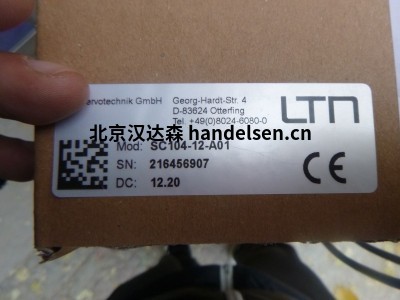 ervotechnik GmbH
Georg-Hardt-Str. 4
D-83624 Otterfing
Tel. +49(0)8024-6080-0
LTN
北京汉达森 handelsen.cn
Mod: SC104-12-A01
SN: 216456907
DC: 12.20
CE